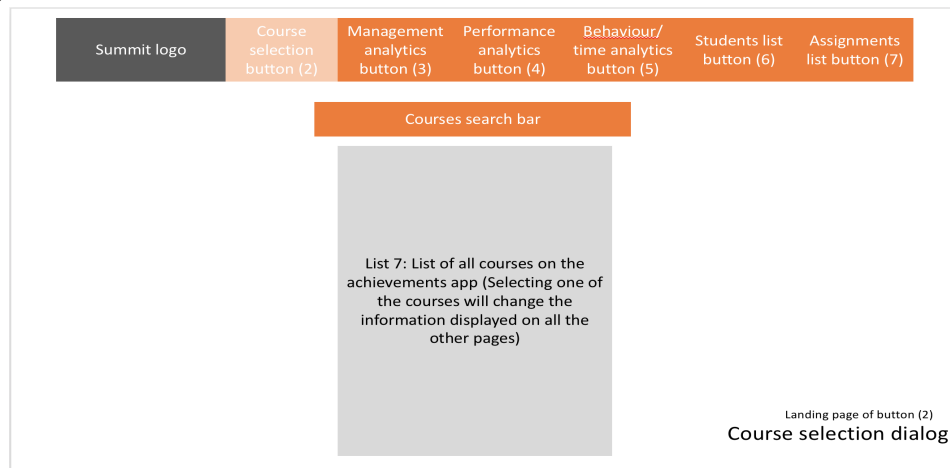 Summit logo
Course
selection
button (2)
Management
analytics
button (3)
Performance
analytics
button (4)
Behaviour/
time analytics
button (5)
Students list
button (6)
Assignments
list button (7)
Courses search bar
List 7: List of all courses on the
achievements app (Selecting one of
the courses will change the
information displayed on all the
other pages)
Landing page of button (2)
Course selection dialog